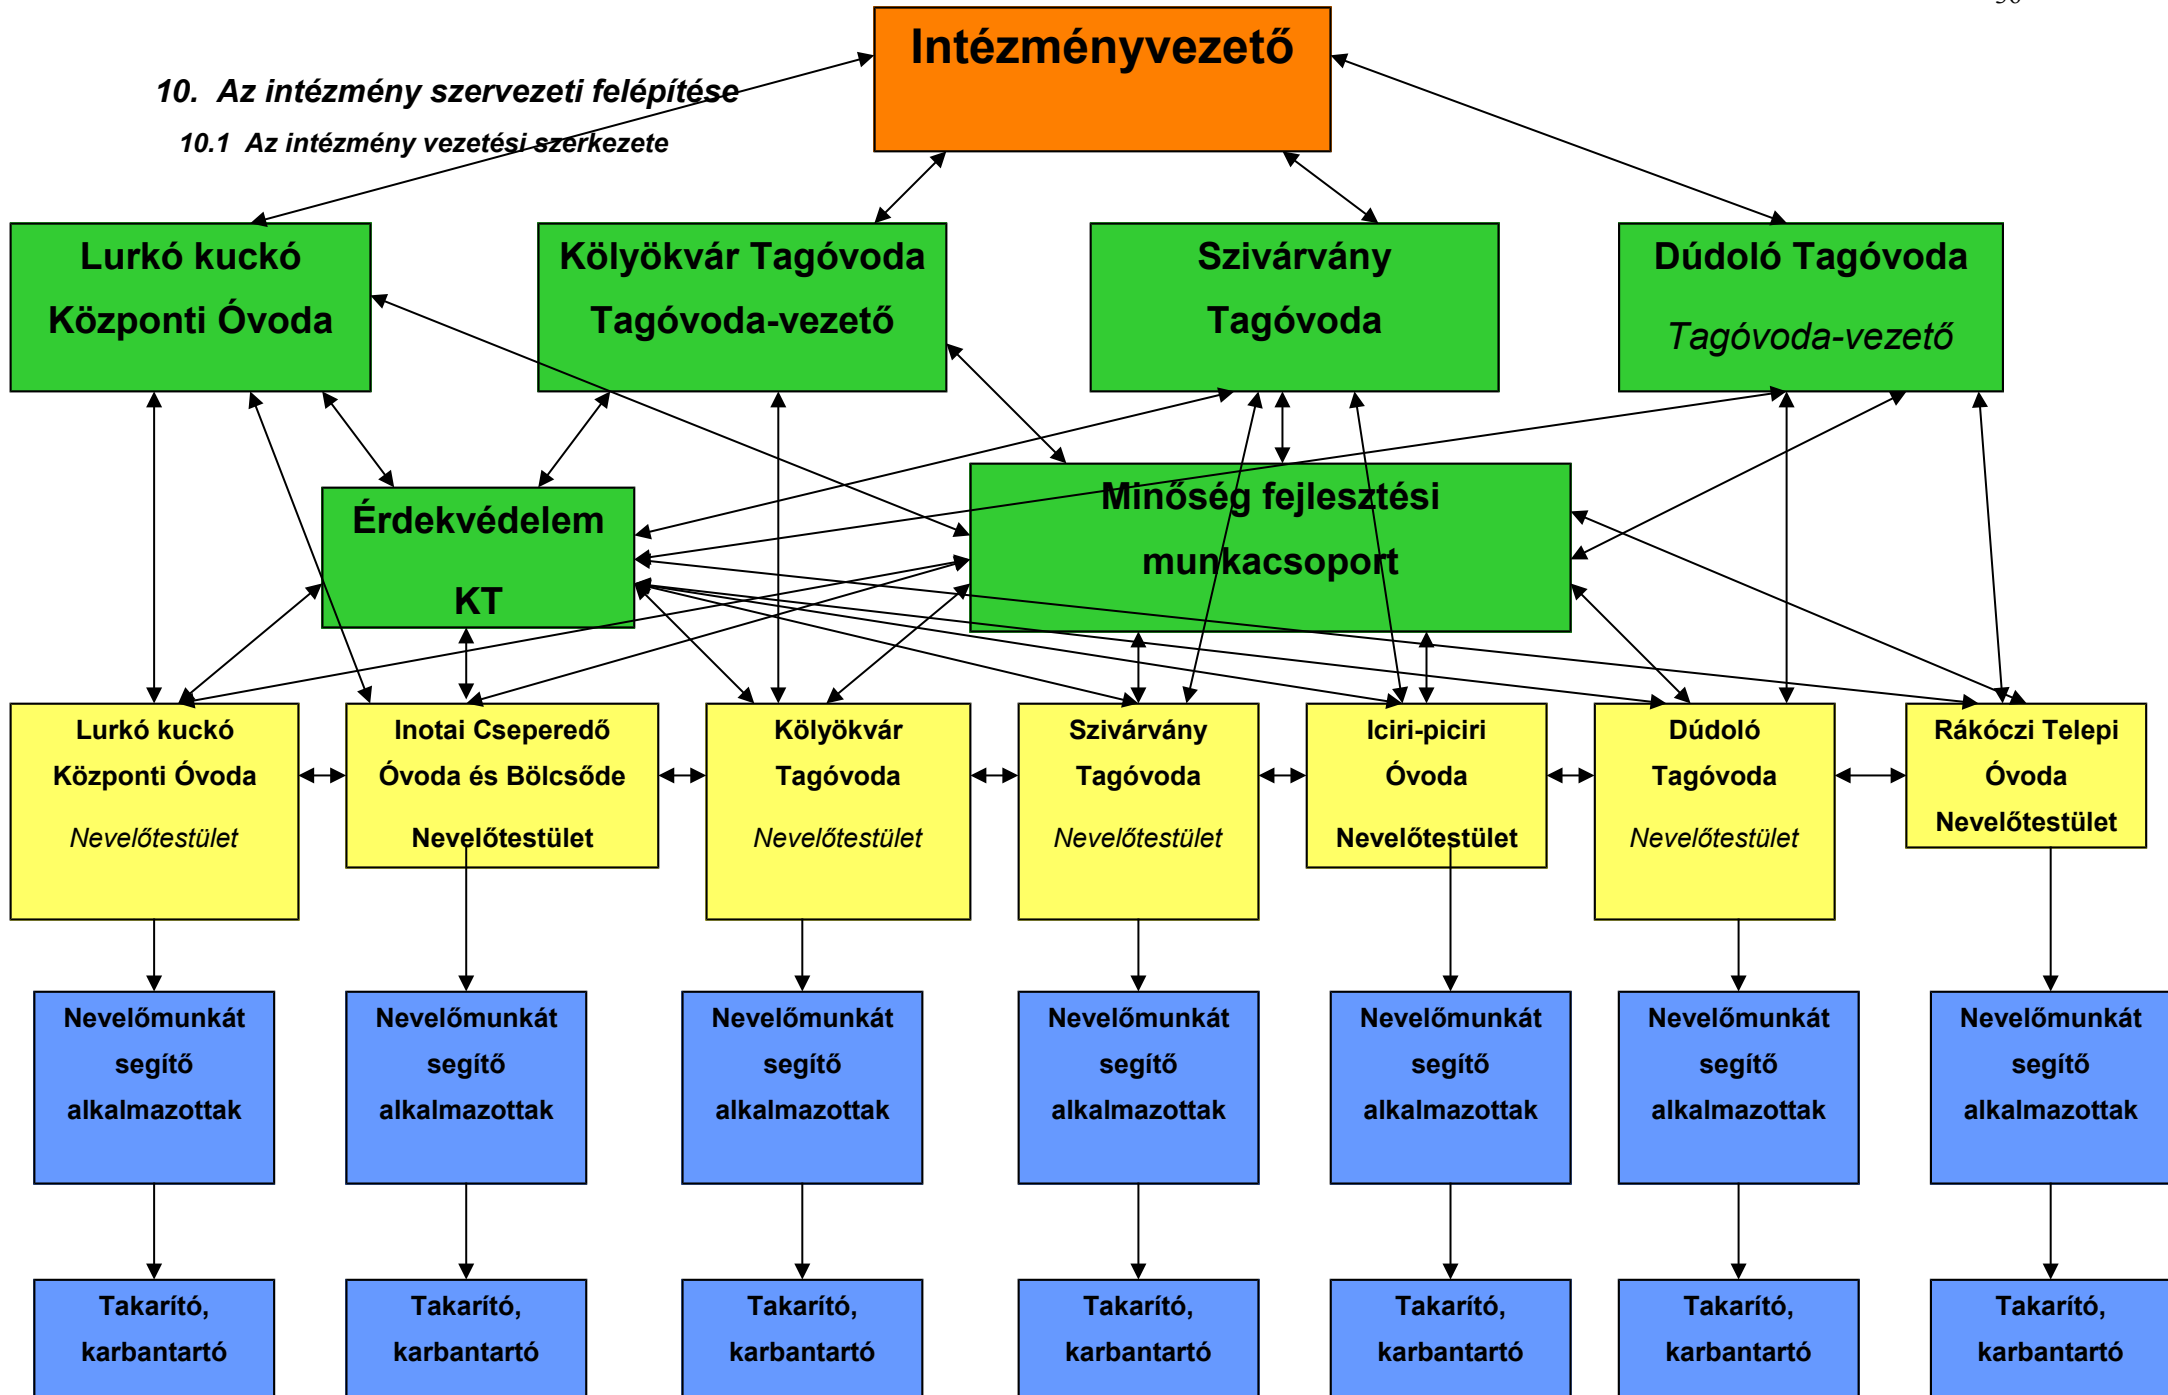 Intézményvezető
10. Az intézmény szervezeti felépítése
10.1 Az intézmény vezetési szerkezete
Lurkó kuckó
Központi Óvoda
Kölyökvár Tagóvoda
Tagóvoda-vezető
Szivárvány
Tagóvoda
Dúdoló Tagóvoda
Tagóvoda-vezető
Érdekvédelem
KT
Minőség fejlesztési
munkacsoport
Lurkó kuckó
Központi Óvoda
Nevelőtestület
Inotai Cseperedő
Óvoda és Bölcsőde
Nevelőtestület
Kölyökvár
Tagóvoda
Nevelőtestület
Szivárvány
Tagóvoda
Nevelőtestület
Iciri-piciri
Óvoda
Nevelőtestület
Dúdoló
Tagóvoda
Nevelőtestület
Rákóczi Telepi
Óvoda
Nevelőtestület
Nevelőmunkát
segítő
alkalmazottak
Nevelőmunkát
segítő
alkalmazottak
Nevelőmunkát
segítő
alkalmazottak
Nevelőmunkát
segítő
alkalmazottak
Nevelőmunkát
segítő
alkalmazottak
Nevelőmunkát
segítő
alkalmazottak
Nevelőmunkát
segítő
alkalmazottak
Takarító,
karbantartó
Takarító,
karbantartó
Takarító,
karbantartó
Takarító,
karbantartó
Takarító,
karbantartó
Takarító,
karbantartó
Takarító,
karbantartó